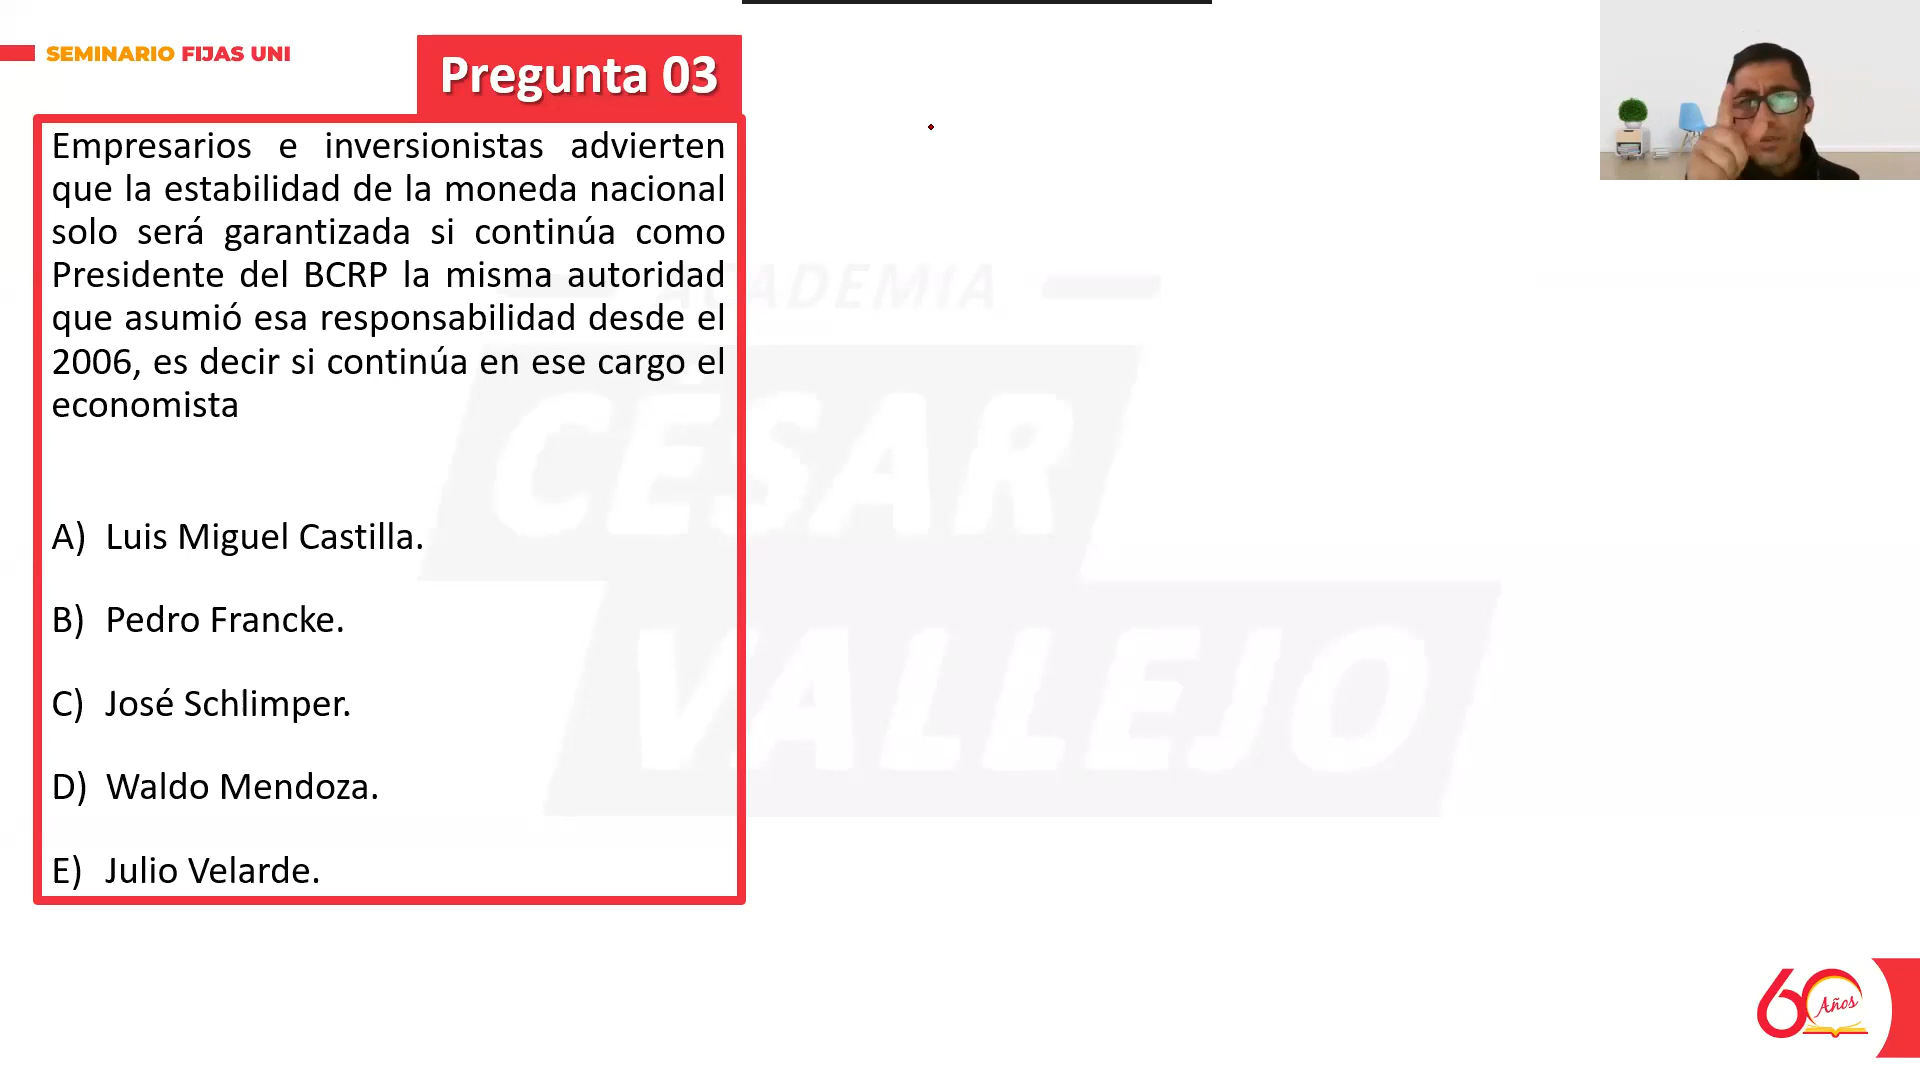 SEMINARIO FIJAS UNI
Pregunta 03
Empresarios e inversionistas advierten
que la estabilidad de la moneda nacional
solo será garantizada si continúa como
Presidente del BCRP la misma autoridad
que asumió esa responsabilidad desde el
2006, es decir si continúa en ese cargo el
economista
A) Luis Miguel Castilla.
B) Pedro Francke.
C) José Schlimper.
D) Waldo Mendoza.
E) Julio Velarde.
ACADEMIA
CÉSAR
VALLEJO
60 Años